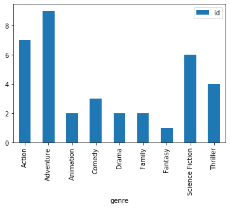 id
8
6
4
2
0
Action
Adventure
Animation
Comedy
Drama
Family
Fantasy
Science Fiction
Thriller
genre